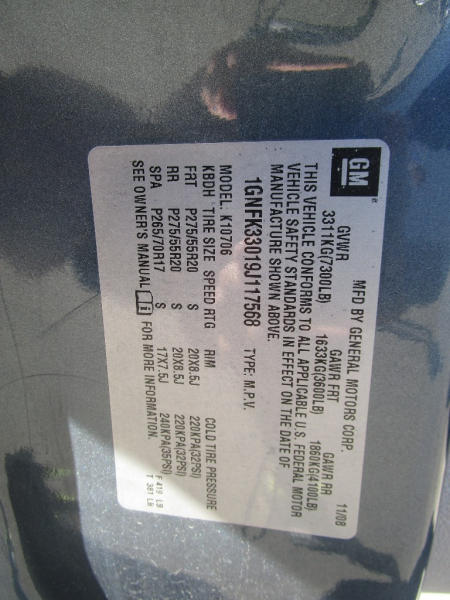 GM MFD BY GENERAL MOTORS CORP. 11/08
GVWR GAWR FRT GAWR RR
3311KG(7300LB) 1633KG(3600LB) 1860KG(4100LB)
THIS VEHICLE CONFORMS TO ALL APPLICABLE U.S. FEDERAL MOTOR
VEHICLE SAFETY STANDARDS IN EFFECT ON THE DATE OF
MANUFACTURE SHOWN ABOVE.
1GNFK33019J117568 TYPE: M.P.V.
MODEL: K10706
KBDH TIRE SIZE SPEED RTG RIM COLD TIRE PRESSURE
FRT P275/55R20 S 20X8.5J 220KPA(32PSI)
RR P275/55R20 S 20X8.5J 220KPA(32PSI)
SPA P265/70R17 S 17X7.5J 240KPA(35PSI)
SEE OWNER'S MANUAL FOR MORE INFORMATION.
F 419 LB
T 381 LB